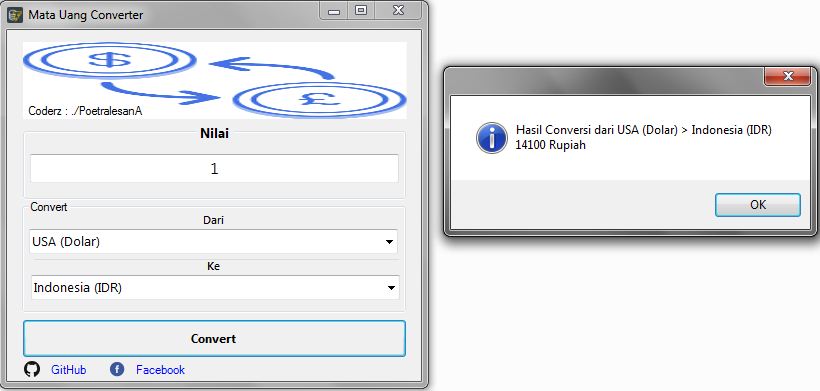 Mata Uang Converter
$
£
Coderz : ./PoetralesanA
Nilai
1
Convert
Dari
USA (Dolar)
Ke
Indonesia (IDR)
Convert
GitHub
Facebook
Hasil Conversi dari USA (Dolar) > Indonesia (IDR)
14100 Rupiah
OK